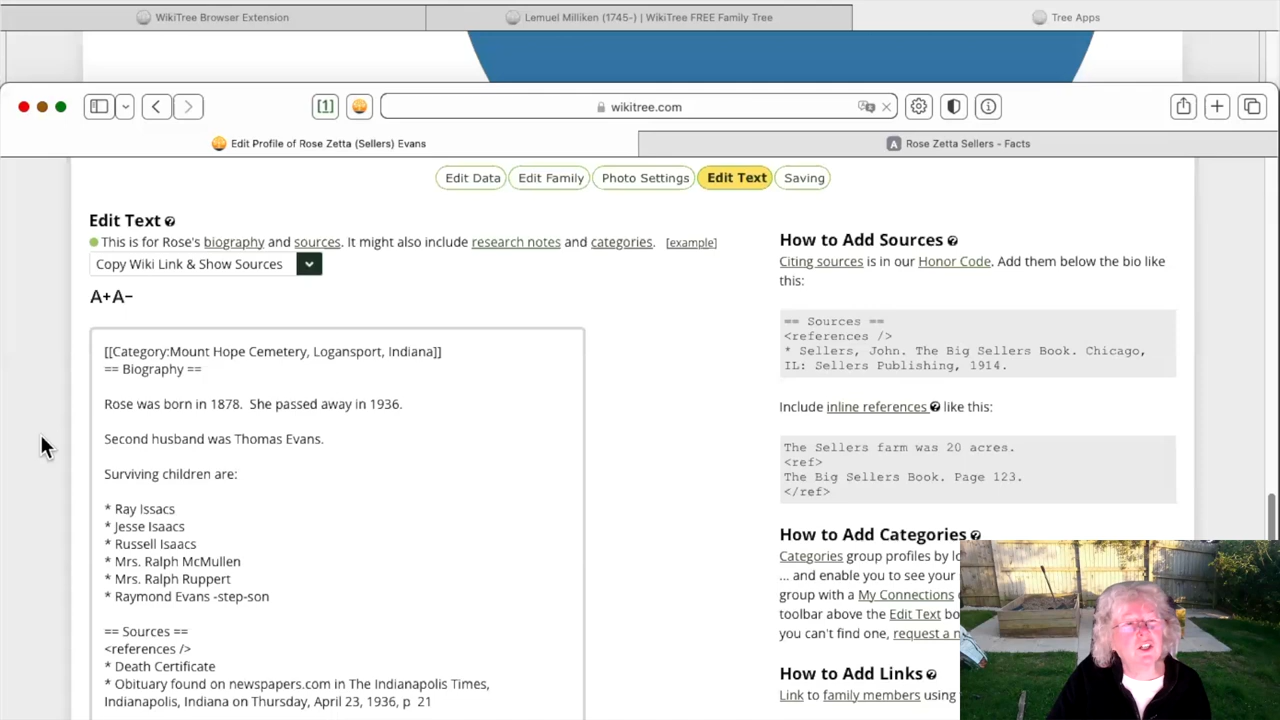 WikiTree Browser Extension
Lemuel Milliken (1745-) | WikiTree FREE Family Tree
Tree Apps
[1]
wikitree.com
Edit Profile of Rose Zetta (Sellers) Evans
A Rose Zetta Sellers - Facts
Edit Data
Edit Family
Photo Settings
Edit Text
Saving
Edit Text ?
This is for Rose's biography and sources. It might also include research notes and categories. [example]
Copy Wiki Link & Show Sources
A+A-
[[Category:Mount Hope Cemetery, Logansport, Indiana]]
== Biography ==
Rose was born in 1878. She passed away in 1936.
Second husband was Thomas Evans.
Surviving children are:
* Ray Issacs
* Jesse Isaacs
* Russell Isaacs
* Mrs. Ralph McMullen
* Mrs. Ralph Ruppert
* Raymond Evans -step-son
== Sources ==
<references />
* Death Certificate
* Obituary found on newspapers.com in The Indianapolis Times,
Indianapolis, Indiana on Thursday, April 23, 1936, p 21
How to Add Sources ?
Citing sources is in our Honor Code. Add them below the bio like
this:
== Sources ==
<references />
* Sellers, John. The Big Sellers Book. Chicago,
IL: Sellers Publishing, 1914.
Include inline references ? like this:
The Sellers farm was 20 acres.
<ref>
The Big Sellers Book. Page 123.
</ref>
How to Add Categories ?
Categories group profiles by
... and enable you to see your
group with a My Connections
toolbar above the Edit Text
you can't find one, request a
How to Add Links ?
Link to family members using